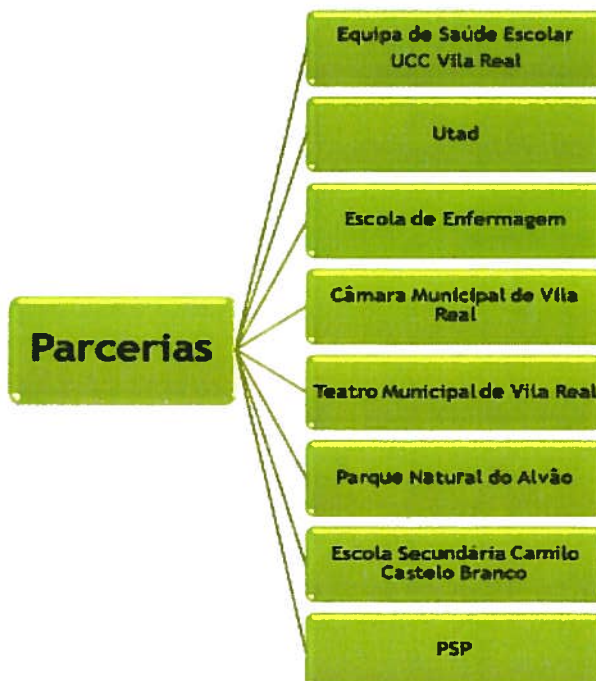 Equipa de Saúde Escolar
UCC Vila Real
Utad
Escola de Enfermagem
Câmara Municipal de Vila
Real
Parcerias
Teatro Municipal de Vila Real
Parque Natural do Alvão
Escola Secundária Camilo
Castelo Branco
PSP